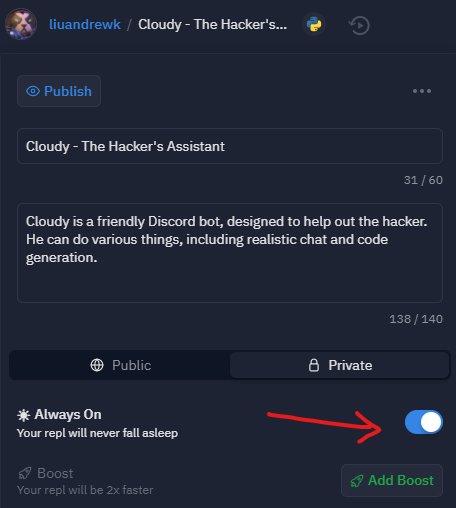 liuandrewk / Cloudy - The Hacker's...
Publish
Cloudy - The Hacker's Assistant
31 / 60
Cloudy is a friendly Discord bot, designed to help out the hacker.
He can do various things, including realistic chat and code
generation.
138 / 140
Public
Private
Always On
Your repl will never fall asleep
Boost
Your repl will be 2x faster
Add Boost